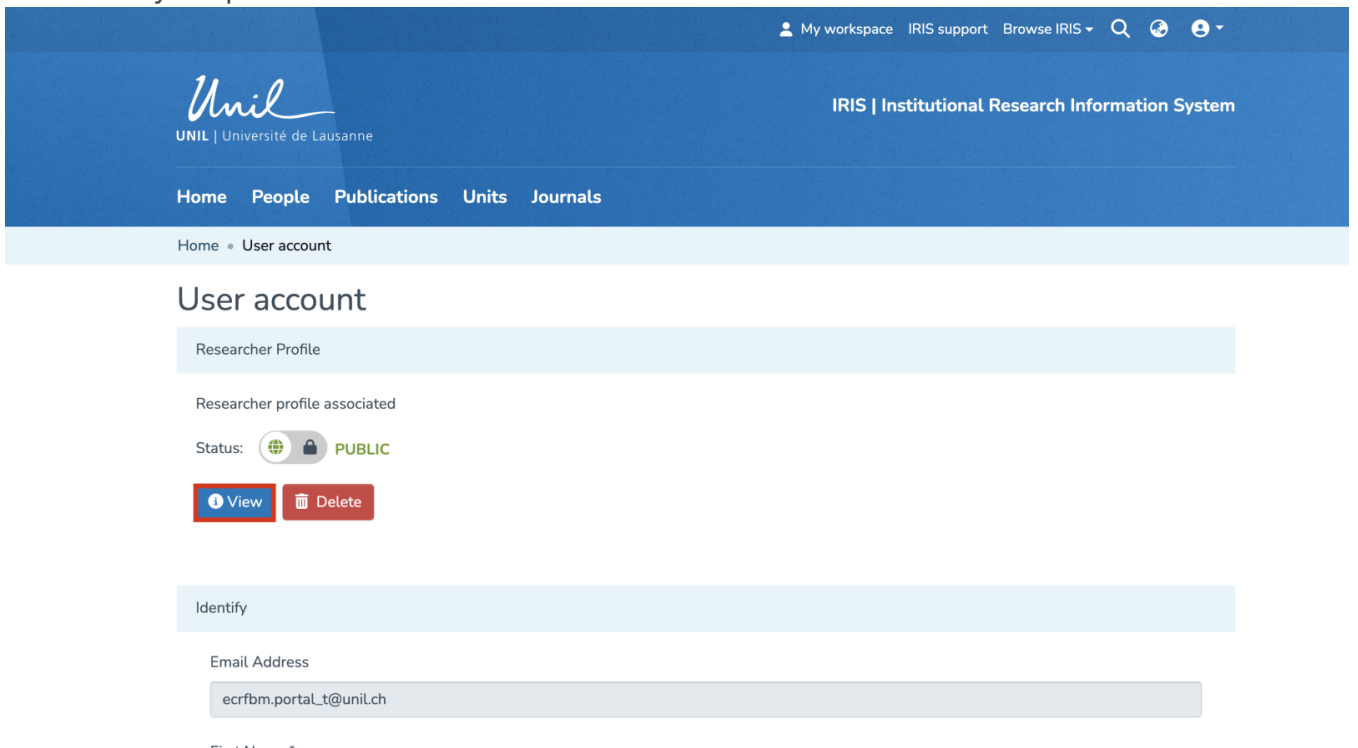 My workspace IRIS support Browse IRIS
Unil
UNIL | Université de Lausanne
IRIS | Institutional Research Information System
Home People Publications Units Journals
Home • User account
User account
Researcher Profile
Researcher profile associated
Status: PUBLIC
View Delete
Identify
Email Address
ecrfbm.portal_t@unil.ch